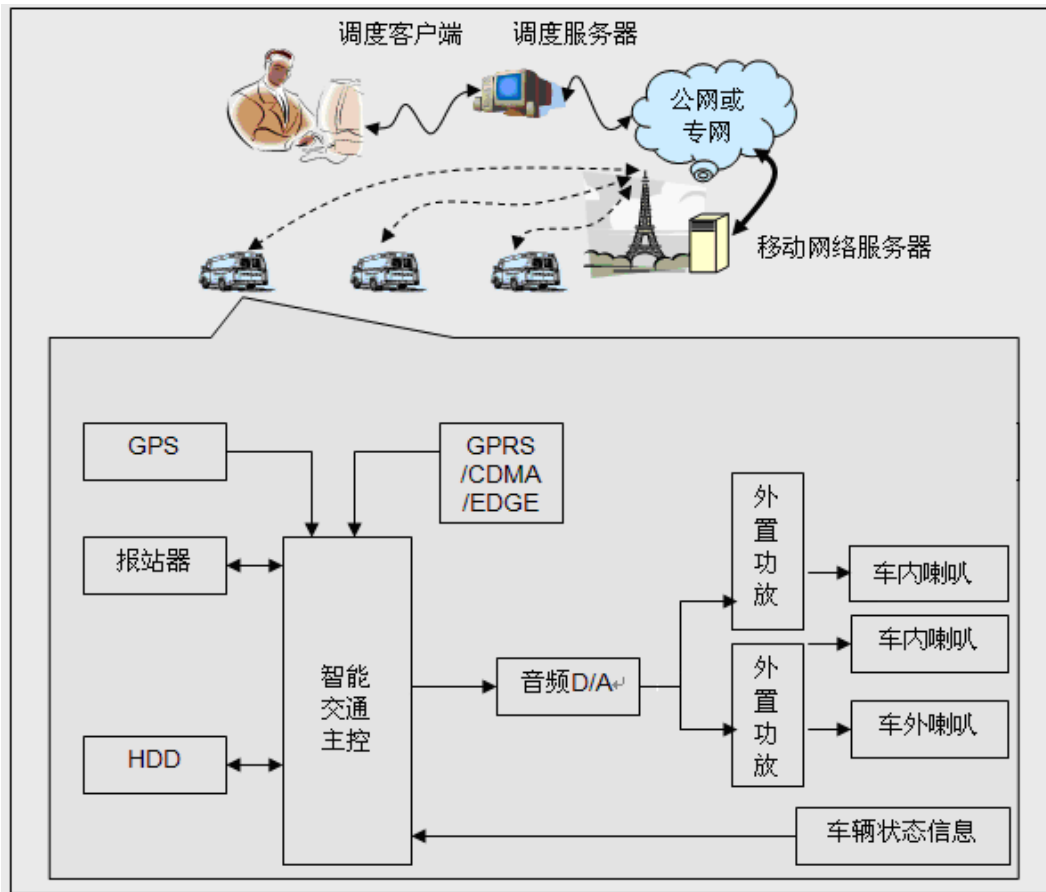 调度客户端
调度服务器
公网或
专网
移动网络服务器
GPS
GPRS
/CDMA
/EDGE
报站器
HDD
智能
交通
主控
音频D/A↵
外
置
功
放
外
置
功
放
车内喇叭
车内喇叭
车外喇叭
车辆状态信息